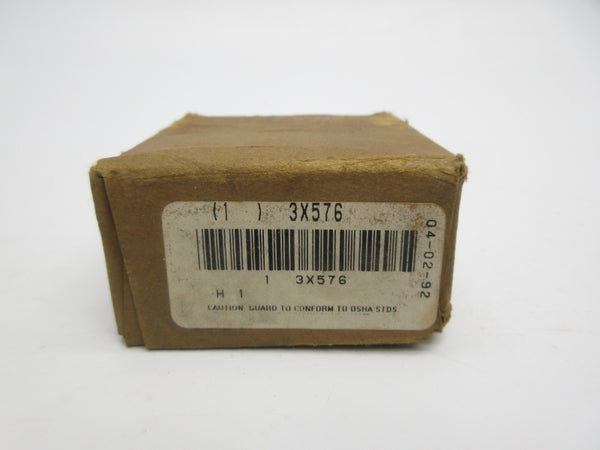 (1 ) 3X576
1 3X576
H 1
CAUTION GUARD TO CONFORM TO OSHA STDS
04-02-92